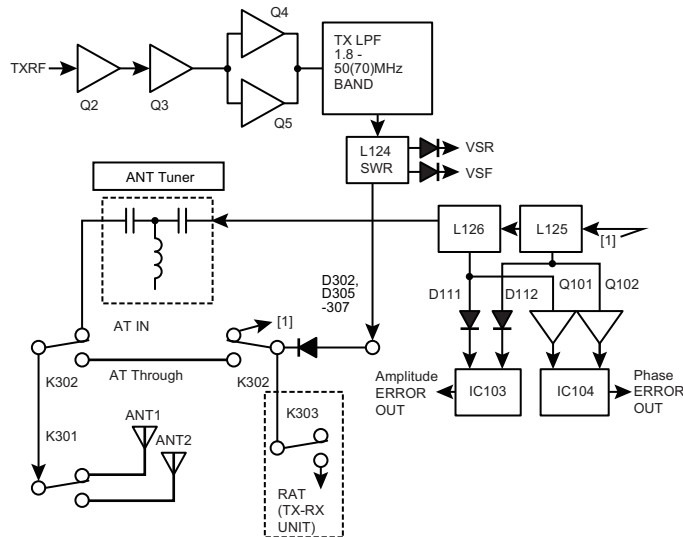 Q4
TXRF
Q2
Q3
Q5
TX LPF
1.8 -
50(70)MHz
BAND
L124
SWR
VSR
VSF
ANT Tuner
L126
L125
[1]
D302,
D305
-307
D111
D112
Q101
Q102
AT IN
[1]
K302
AT Through
K302
Amplitude
ERROR
OUT
IC103
IC104
Phase
ERROR
OUT
K301
ANT1
ANT2
K303
RAT
(TX-RX
UNIT)